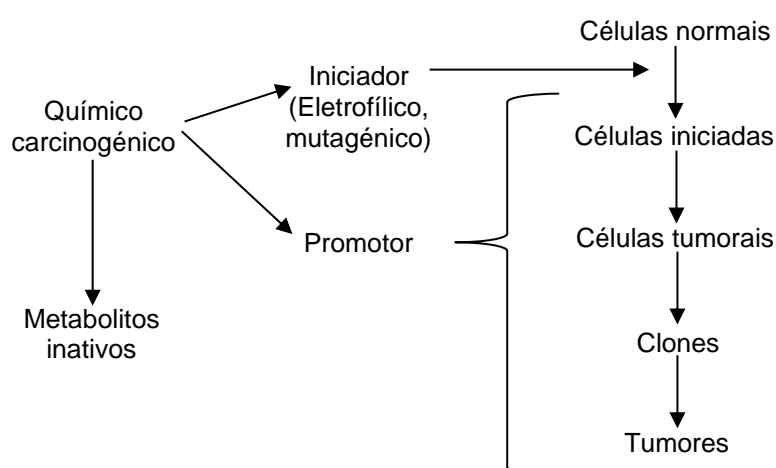 Químico
carcinogénico
Metabolitos
inativos
Iniciador
(Eletrofílico,
mutagénico)
Promotor
Células normais
Células iniciadas
Células tumorais
Clones
Tumores